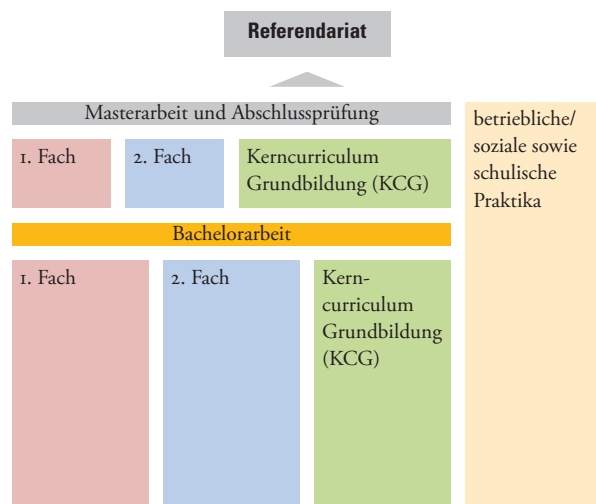 Referendariat
Masterarbeit und Abschlussprüfung
1. Fach
2. Fach
Kerncurriculum
Grundbildung (KCG)
betriebliche/
soziale sowie
schulische
Praktika
Bachelorarbeit
1. Fach
2. Fach
Kern-
curriculum
Grundbildung
(KCG)